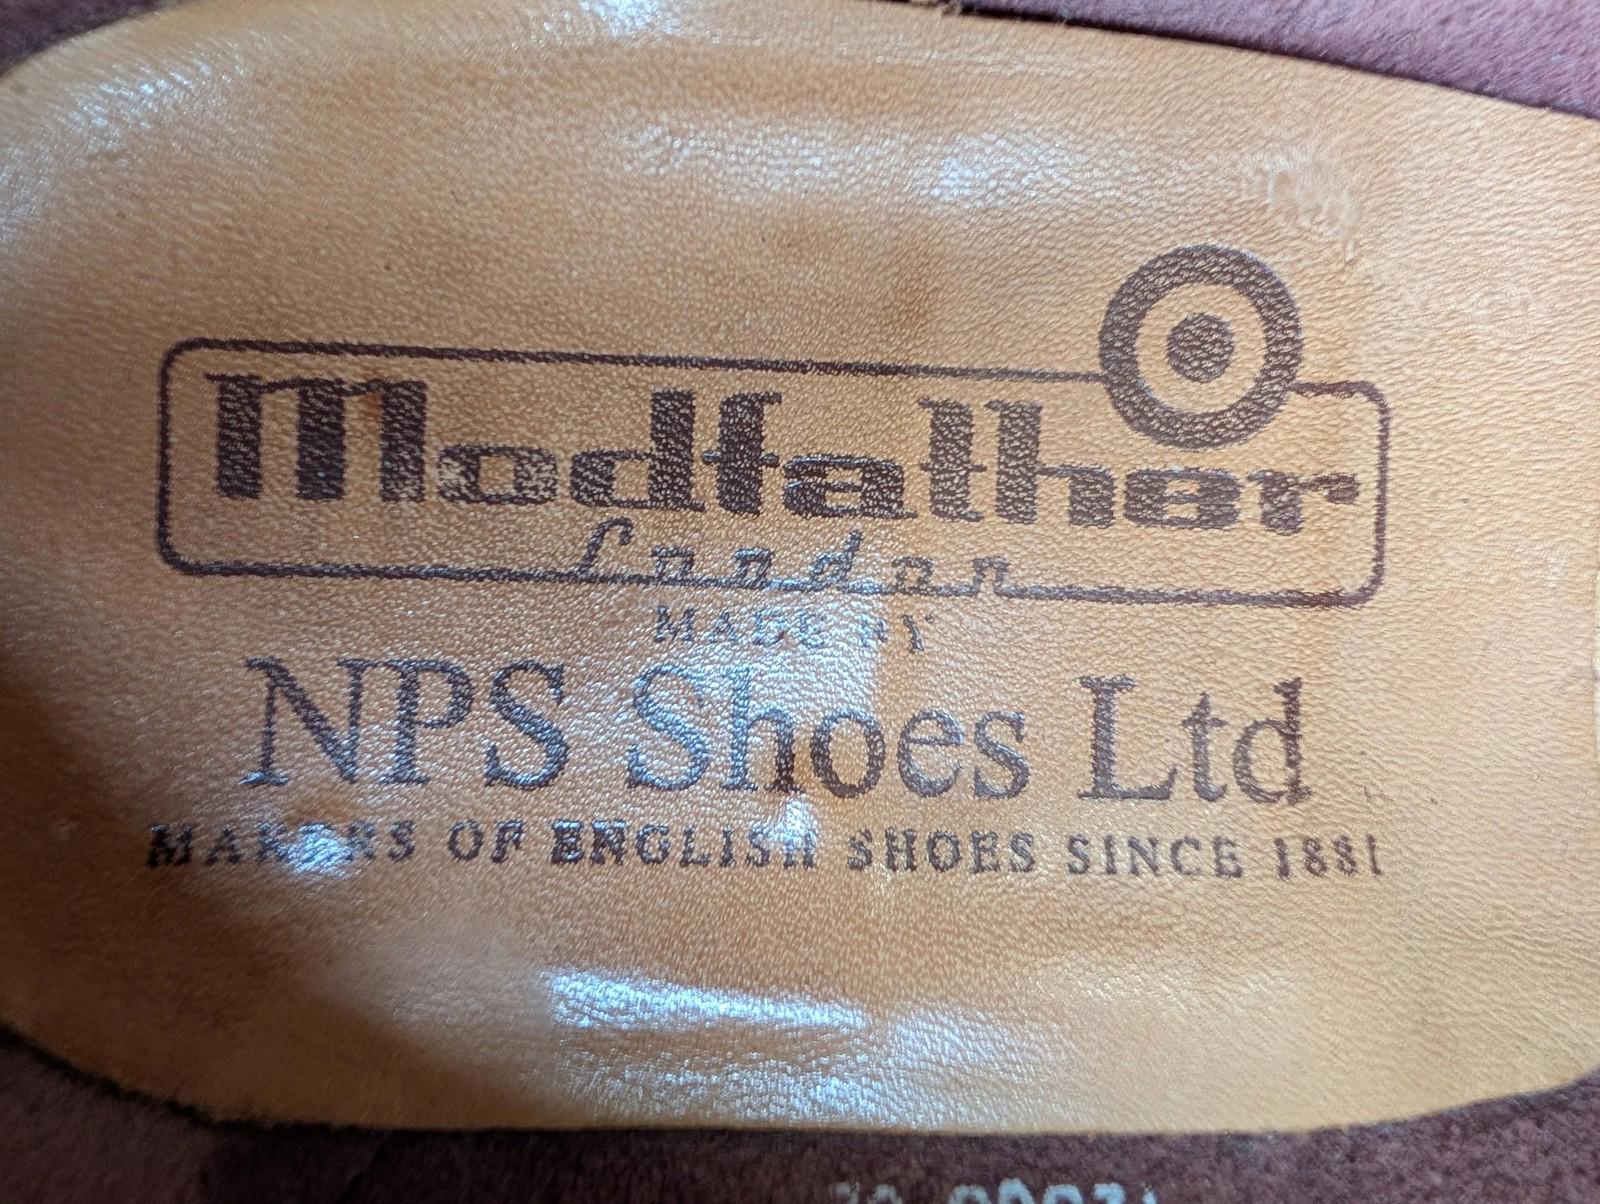 Modfather
London
MADE BY
NPS Shoes Ltd
MAKERS OF ENGLISH SHOES SINCE 1881